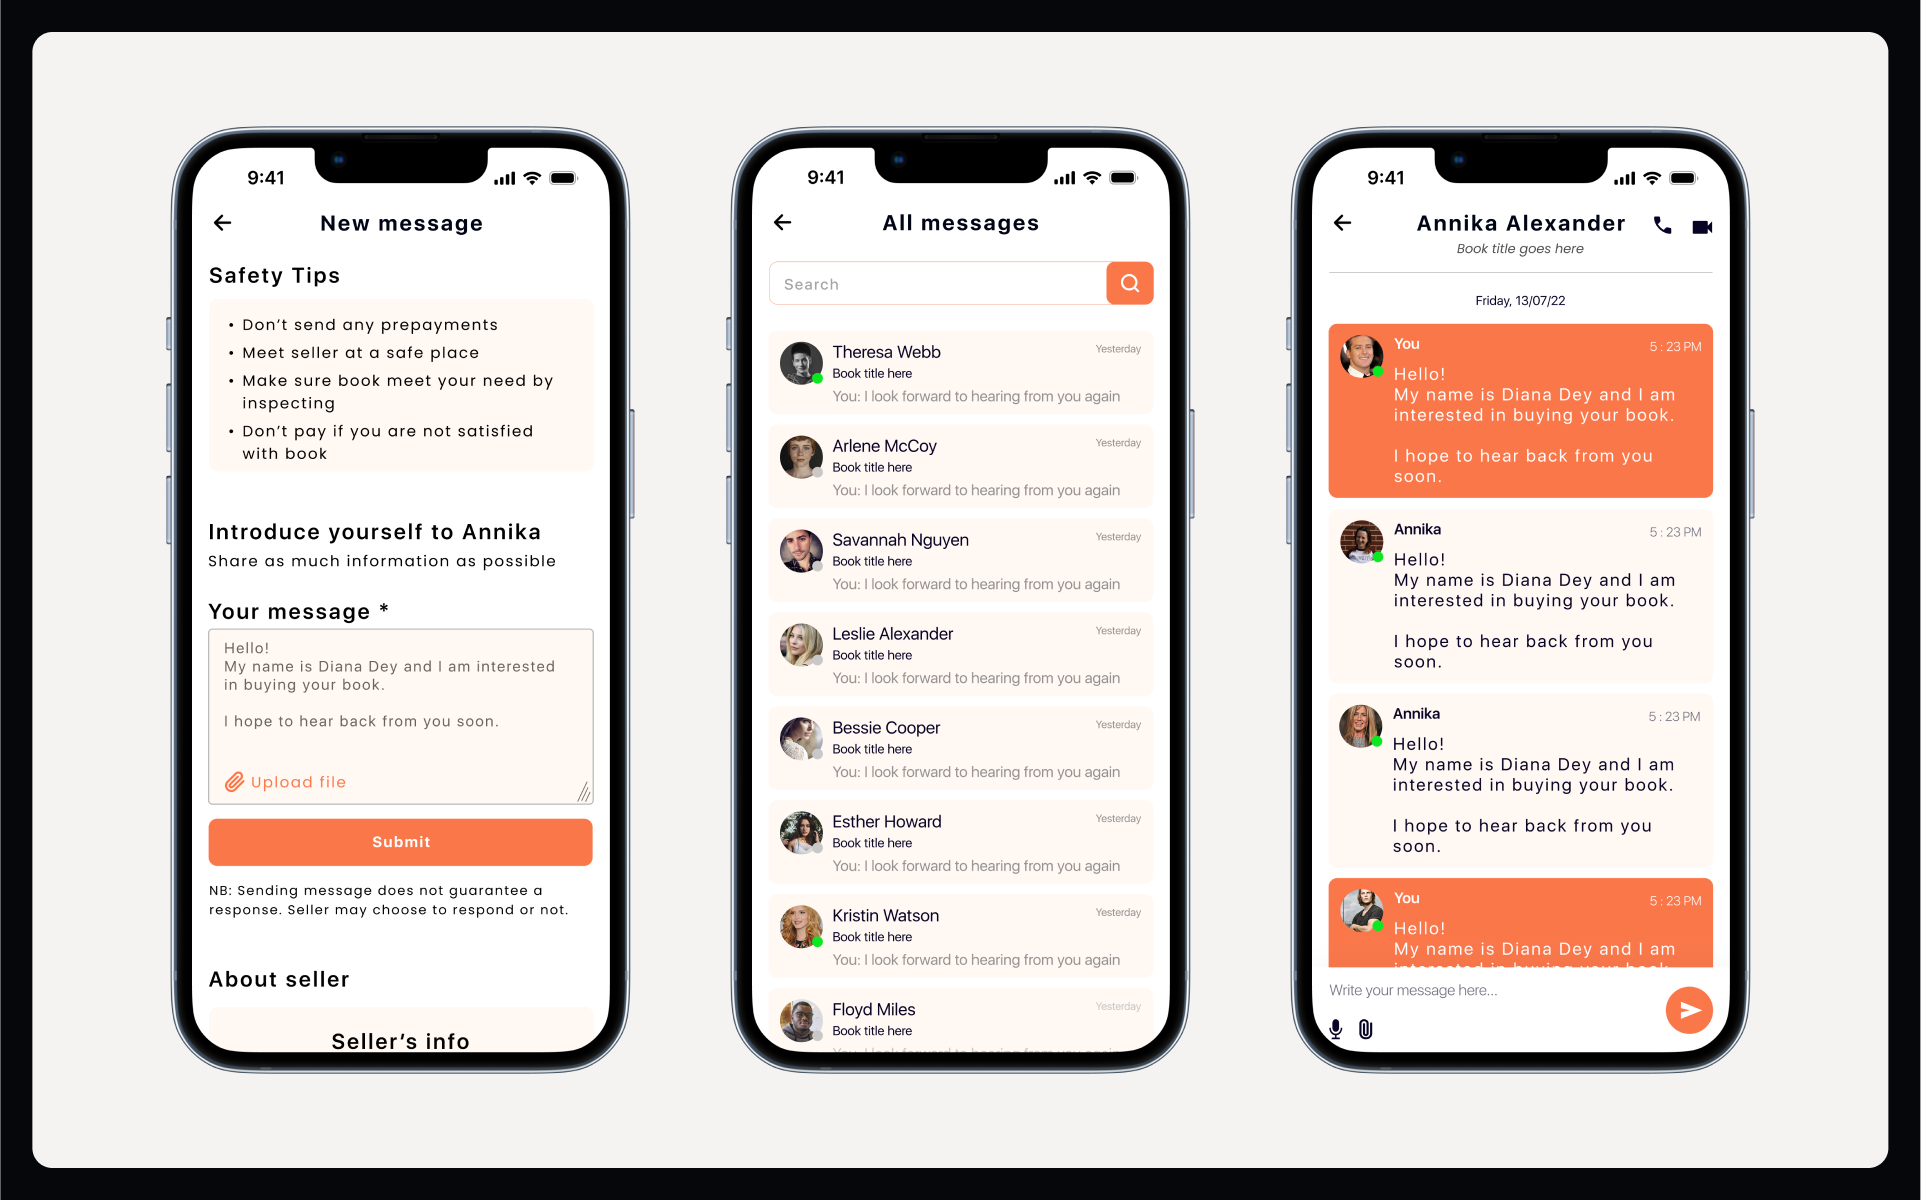 9:41
New message
Safety Tips
• Don't send any prepayments
• Meet seller at a safe place
• Make sure book meet your need by
inspecting
• Don't pay if you are not satisfied
with book
Introduce yourself to Annika
Share as much information as possible
Your message *
Hello!
My name is Diana Dey and I am interested
in buying your book.
I hope to hear back from you soon.
Upload file
Submit
NB: Sending message does not guarantee a
response. Seller may choose to respond or not.
About seller
Seller's info
9:41
All messages
Search
Theresa Webb
Yesterday
Book title here
You: I look forward to hearing from you again
Arlene McCoy
Yesterday
Book title here
You: I look forward to hearing from you again
Savannah Nguyen
Yesterday
Book title here
You: I look forward to hearing from you again
Leslie Alexander
Yesterday
Book title here
You: I look forward to hearing from you again
Bessie Cooper
Yesterday
Book title here
You: I look forward to hearing from you again
Esther Howard
Yesterday
Book title here
You: I look forward to hearing from you again
Kristin Watson
Yesterday
Book title here
You: I look forward to hearing from you again
Floyd Miles
Yesterday
Book title here
You: I look forward to hearing from you again
9:41
Annika Alexander
Book title goes here
Friday, 13/07/22
You
5 : 23 PM
Hello!
My name is Diana Dey and I am
interested in buying your book.
I hope to hear back from you
soon.
Annika
5 : 23 PM
Hello!
My name is Diana Dey and I am
interested in buying your book.
I hope to hear back from you
soon.
Annika
5 : 23 PM
Hello!
My name is Diana Dey and I am
interested in buying your book.
I hope to hear back from you
soon.
You
5 : 23 PM
Hello!
My name is Diana Dey and I am
interested in buying your book
Write your message here...